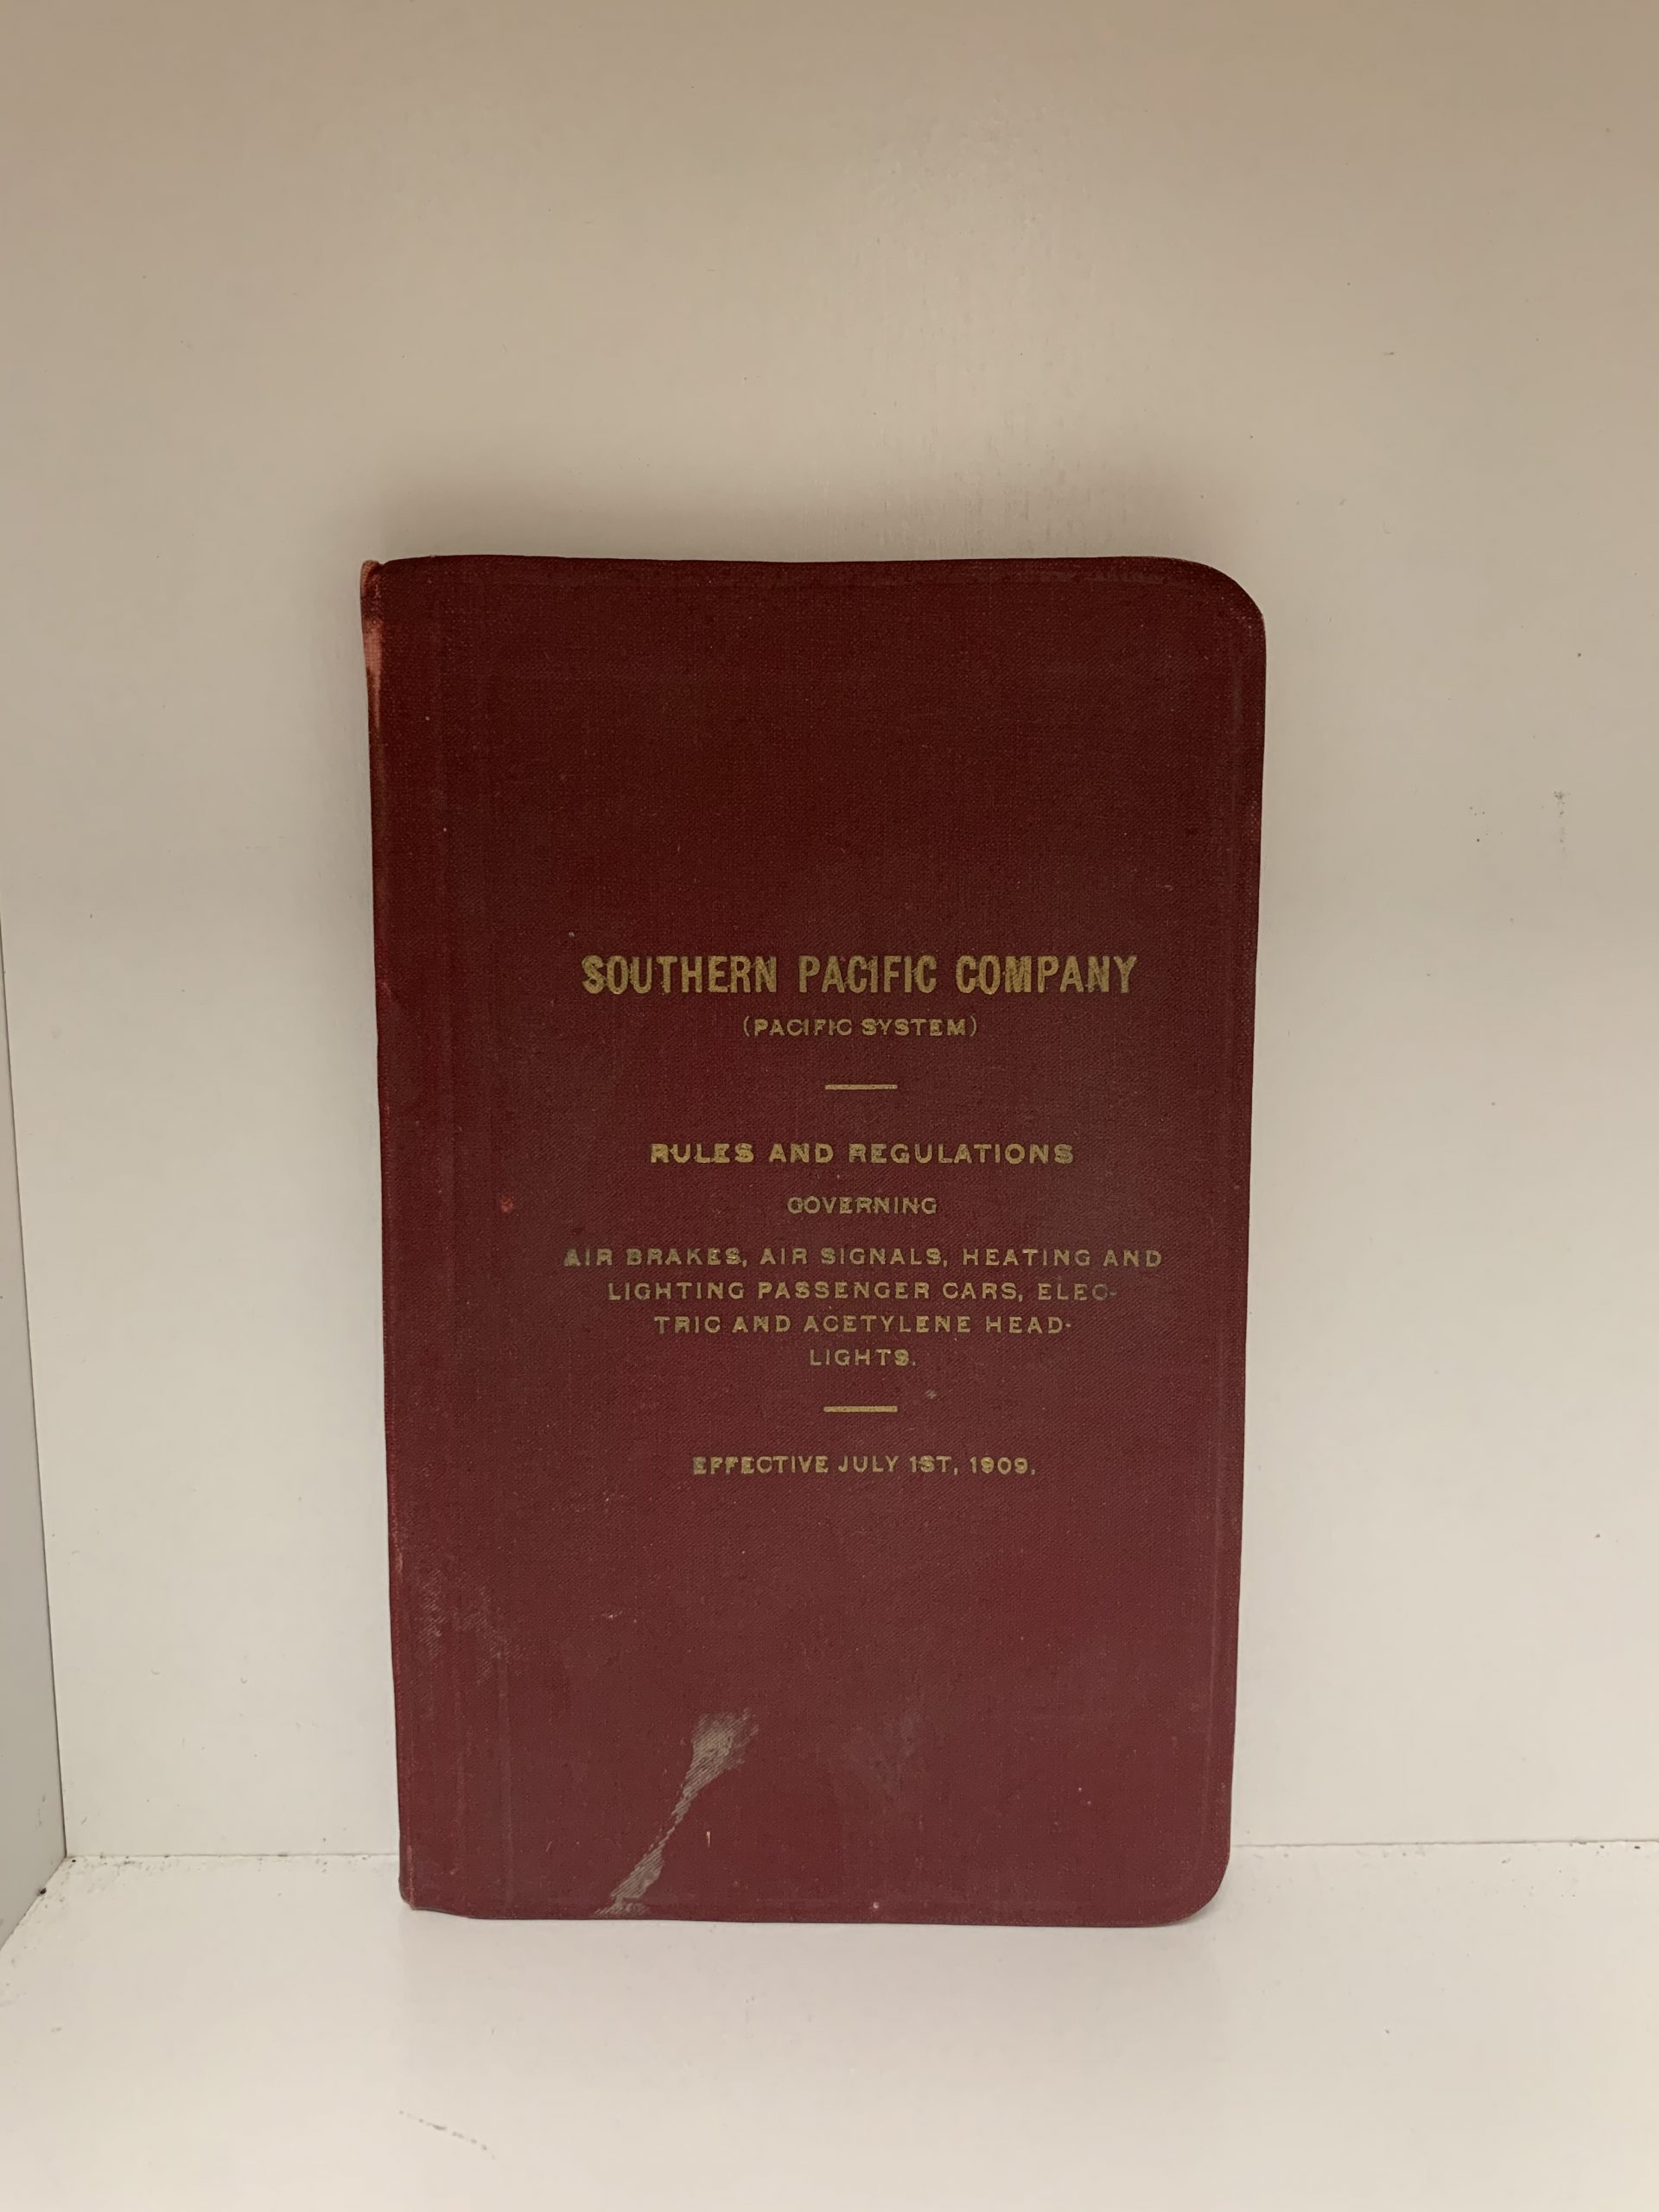 SOUTHERN PACIFIC COMPANY
(PACIFIC SYSTEM)
RULES AND REGULATIONS
GOVERNING
AIR BRAKES, AIR SIGNALS, HEATING AND
LIGHTING PASSENGER CARS, ELEC-
TRIC AND ACETYLENE HEAD-
LIGHTS.
EFFECTIVE JULY 1ST, 1909.